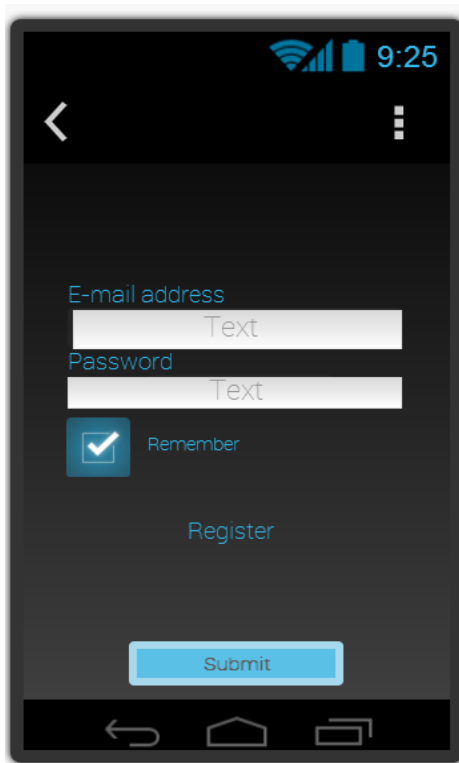 9:25
E-mail address
Text
Password
Text
Remember
Register
Submit